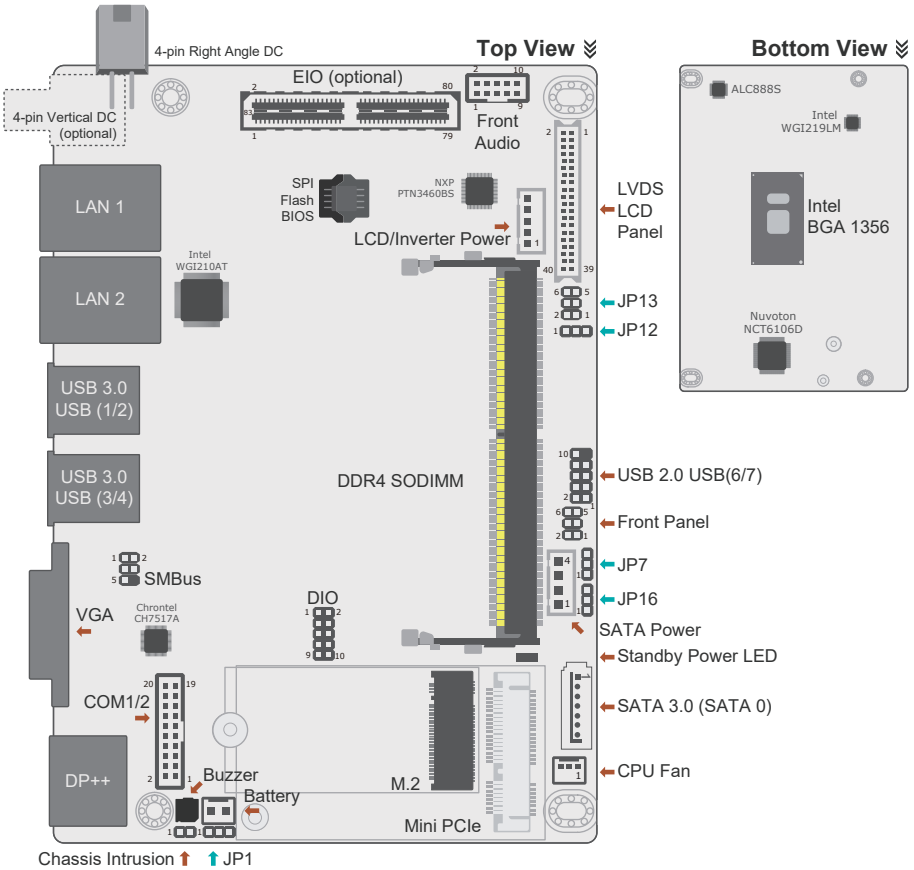 4-pin Right Angle DC
Top View
Bottom View
4-pin Vertical DC
(optional)
EIO (optional)
2
80
83
1
79
2
10
1
9
Front
Audio
LAN 1
LAN 2
Intel
WGI210AT
SPI
Flash
BIOS
NXP
PTN3460BS
LCD/Inverter Power
1
2
1
40
39
LVDS
LCD
Panel
6
5
2
1
JP13
1
JP12
USB 3.0
USB (1/2)
USB 3.0
USB (3/4)
DDR4 SODIMM
10
2
1
USB 2.0 USB(6/7)
6
5
2
1
Front Panel
1
JP7
1
JP16
4
1
SATA Power
Standby Power LED
1
2
5
SMBus
VGA
Chrontel
CH7517A
DIO
1
2
9
10
COM1/2
20
19
2
1
1
SATA 3.0 (SATA 0)
1
CPU Fan
DP++
Buzzer
Battery
M.2
Mini PCIe
1
1
Chassis Intrusion
JP1
ALC888S
Intel
WGI219LM
Intel
BGA 1356
Nuvoton
NCT6106D